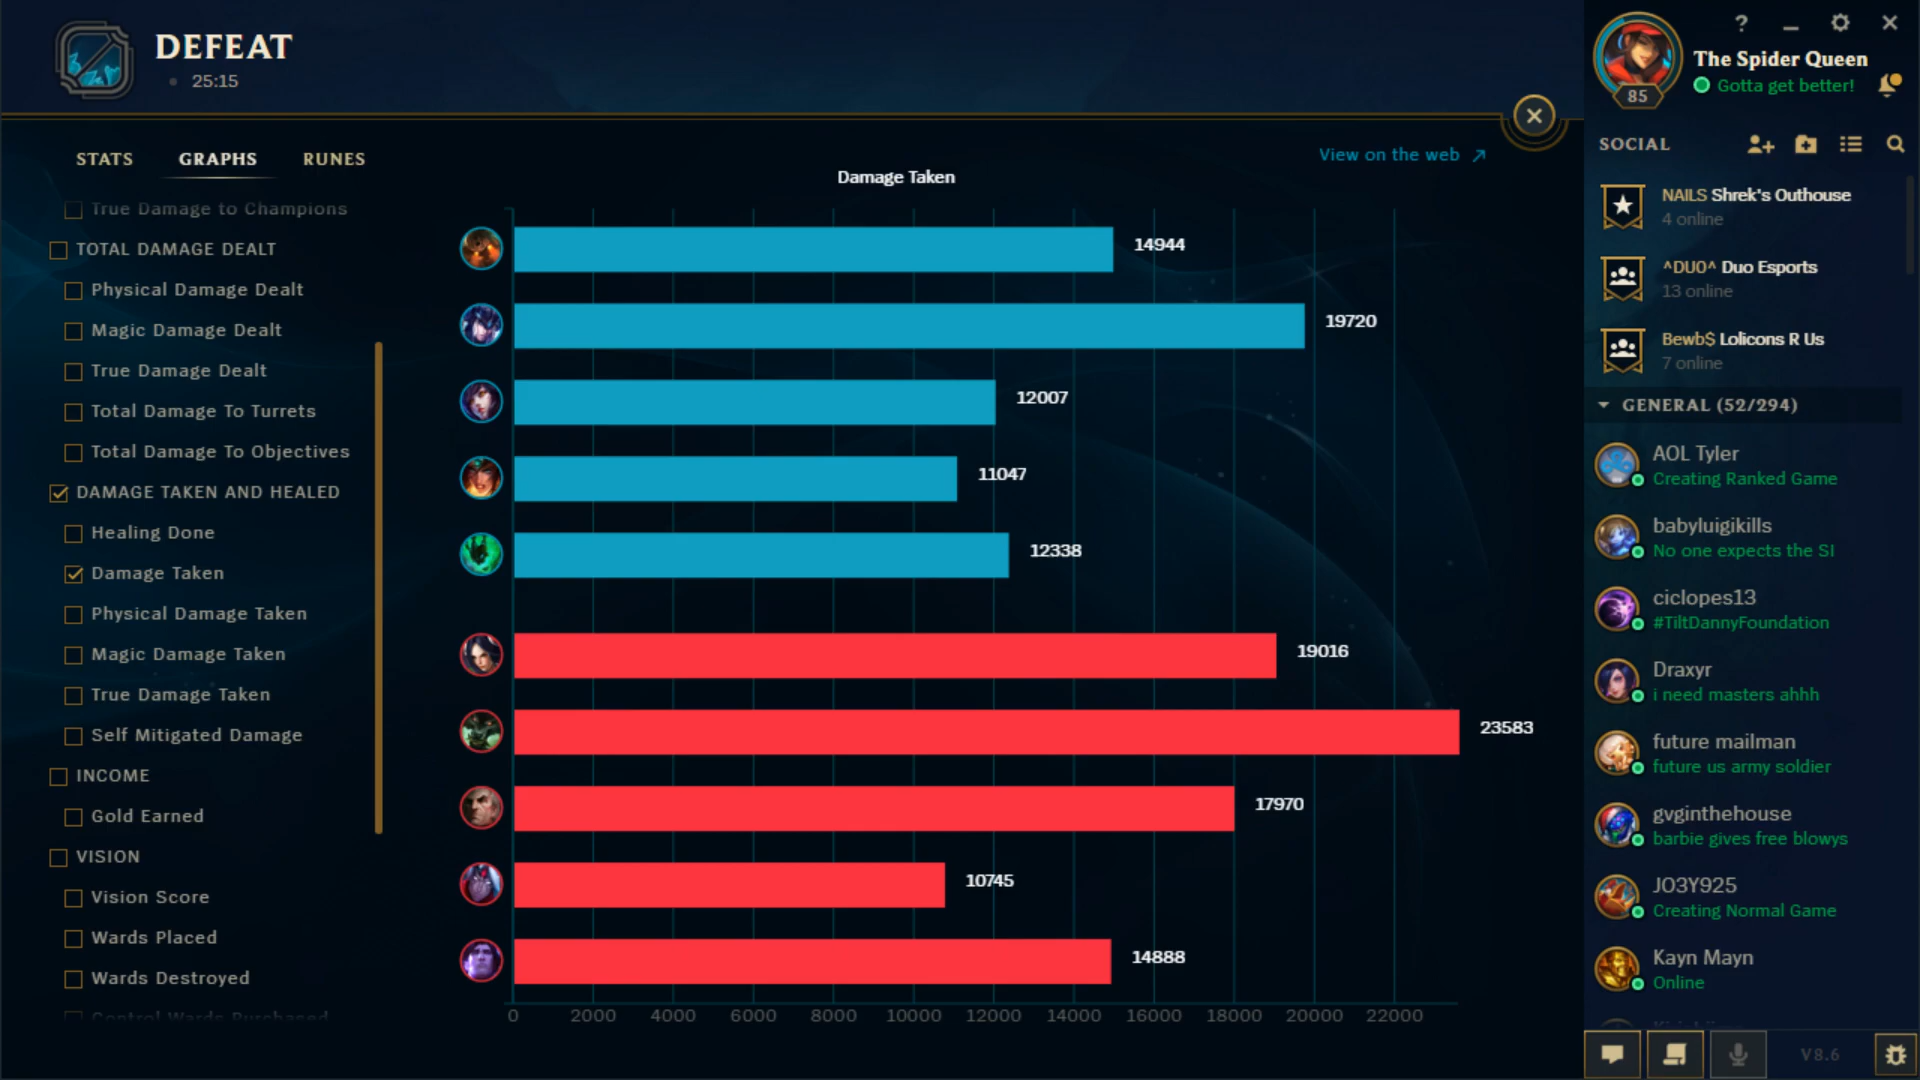 DEFEAT
25:15
STATS
GRAPHS
RUNES
View on the web
Damage Taken
True Damage to Champions
TOTAL DAMAGE DEALT
Physical Damage Dealt
Magic Damage Dealt
True Damage Dealt
Total Damage To Turrets
Total Damage To Objectives
DAMAGE TAKEN AND HEALED
Healing Done
Damage Taken
Physical Damage Taken
Magic Damage Taken
True Damage Taken
Self Mitigated Damage
INCOME
Gold Earned
VISION
Vision Score
Wards Placed
Wards Destroyed
Control Wards Purchased
14944
19720
12007
11047
12338
19016
23583
17970
10745
14888
0 2000 4000 6000 8000 10000 12000 14000 16000 18000 20000 22000
?
The Spider Queen
Gotta get better!
85
SOCIAL
NAILS Shrek's Outhouse
4 online
^DUO^ Duo Esports
13 online
Bewb$ Lolicons R Us
7 online
GENERAL (52/294)
AOL Tyler
Creating Ranked Game
babyluigikills
No one expects the SI
ciclopes13
#TiltDannyFoundation
Draxyr
i need masters ahhh
future mailman
future us army soldier
gvginthehouse
barbie gives free blowys
JO3Y925
Creating Normal Game
Kayn Mayn
Online
V8.6